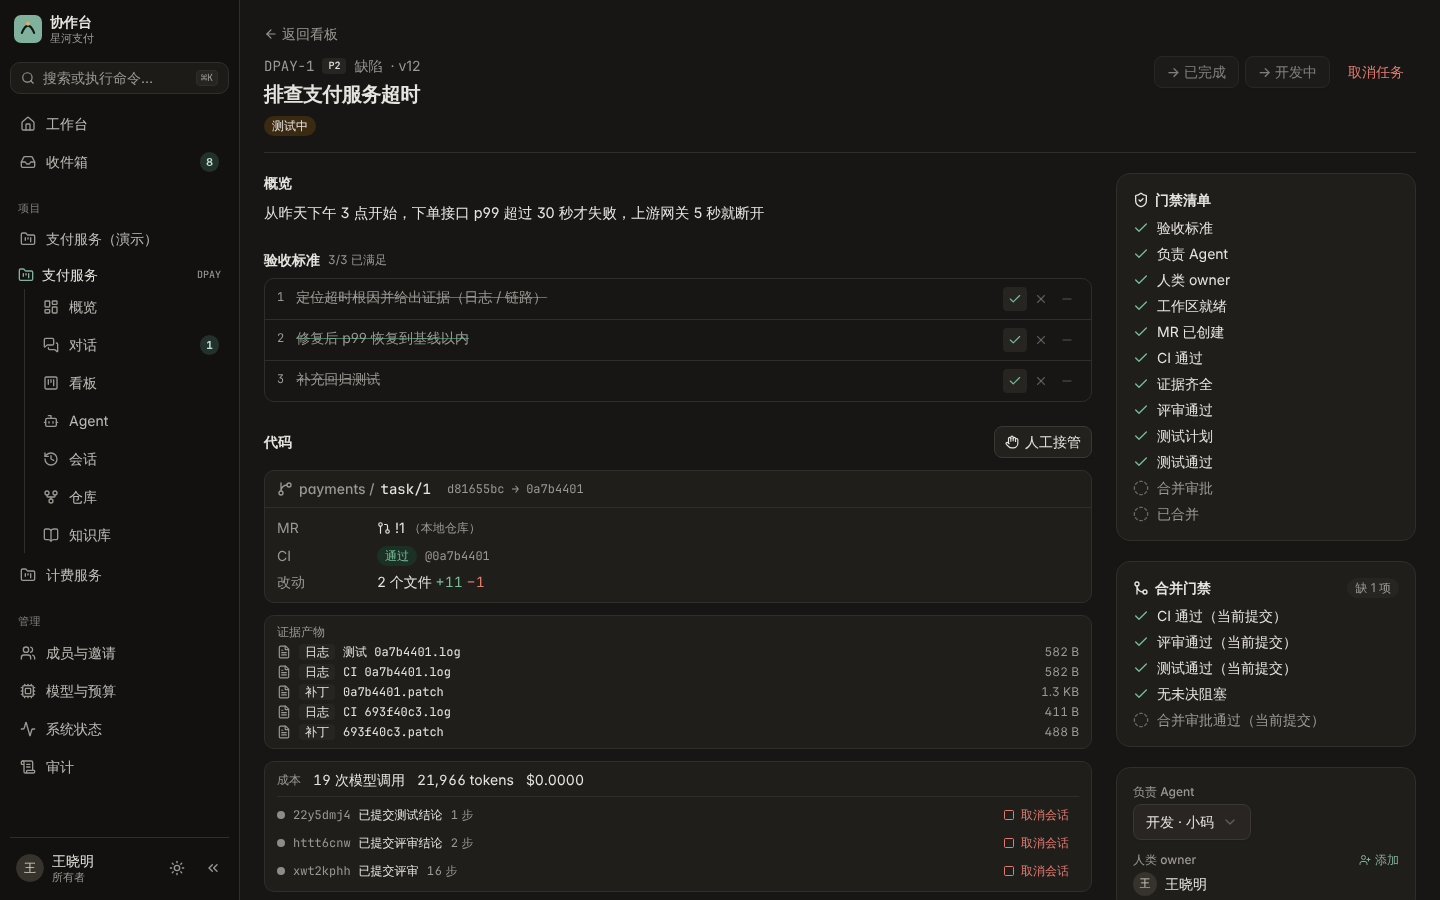 协作台
星河支付
搜索或执行命令... ⌘K
工作台
收件箱 8
项目
支付服务（演示）
支付服务 DPAY
概览
对话 1
看板
Agent
会话
仓库
知识库
计费服务
管理
成员与邀请
模型与预算
系统状态
审计
王 王晓明
所有者
返回看板
DPAY-1 P2 缺陷 · v12
排查支付服务超时
测试中
→ 已完成 → 开发中 取消任务
概览
从昨天下午 3 点开始，下单接口 p99 超过 30 秒才失败，上游网关 5 秒就断开
验收标准 3/3 已满足
1 定位超时根因并给出证据（日志 / 链路）
2 修复后 p99 恢复到基线以内
3 补充回归测试
代码 人工接管
payments / task/1 d81655bc → 0a7b4401
MR !1 （本地仓库）
CI 通过 @0a7b4401
改动 2 个文件 +11 −1
证据产物
日志 测试 0a7b4401.log 582 B
日志 CI 0a7b4401.log 582 B
补丁 0a7b4401.patch 1.3 KB
日志 CI 693f40c3.log 411 B
补丁 693f40c3.patch 488 B
成本 19 次模型调用 21,966 tokens $0.0000
22y5dmj4 已提交测试结论 1 步 取消会话
httt6cnw 已提交评审结论 2 步 取消会话
xwt2kphh 已提交评审 16 步 取消会话
门禁清单
验收标准
负责 Agent
人类 owner
工作区就绪
MR 已创建
CI 通过
证据齐全
评审通过
测试计划
测试通过
合并审批
已合并
合并门禁 缺 1 项
CI 通过（当前提交）
评审通过（当前提交）
测试通过（当前提交）
无未决阻塞
合并审批通过（当前提交）
负责 Agent
开发 · 小码
人类 owner 添加
王 王晓明